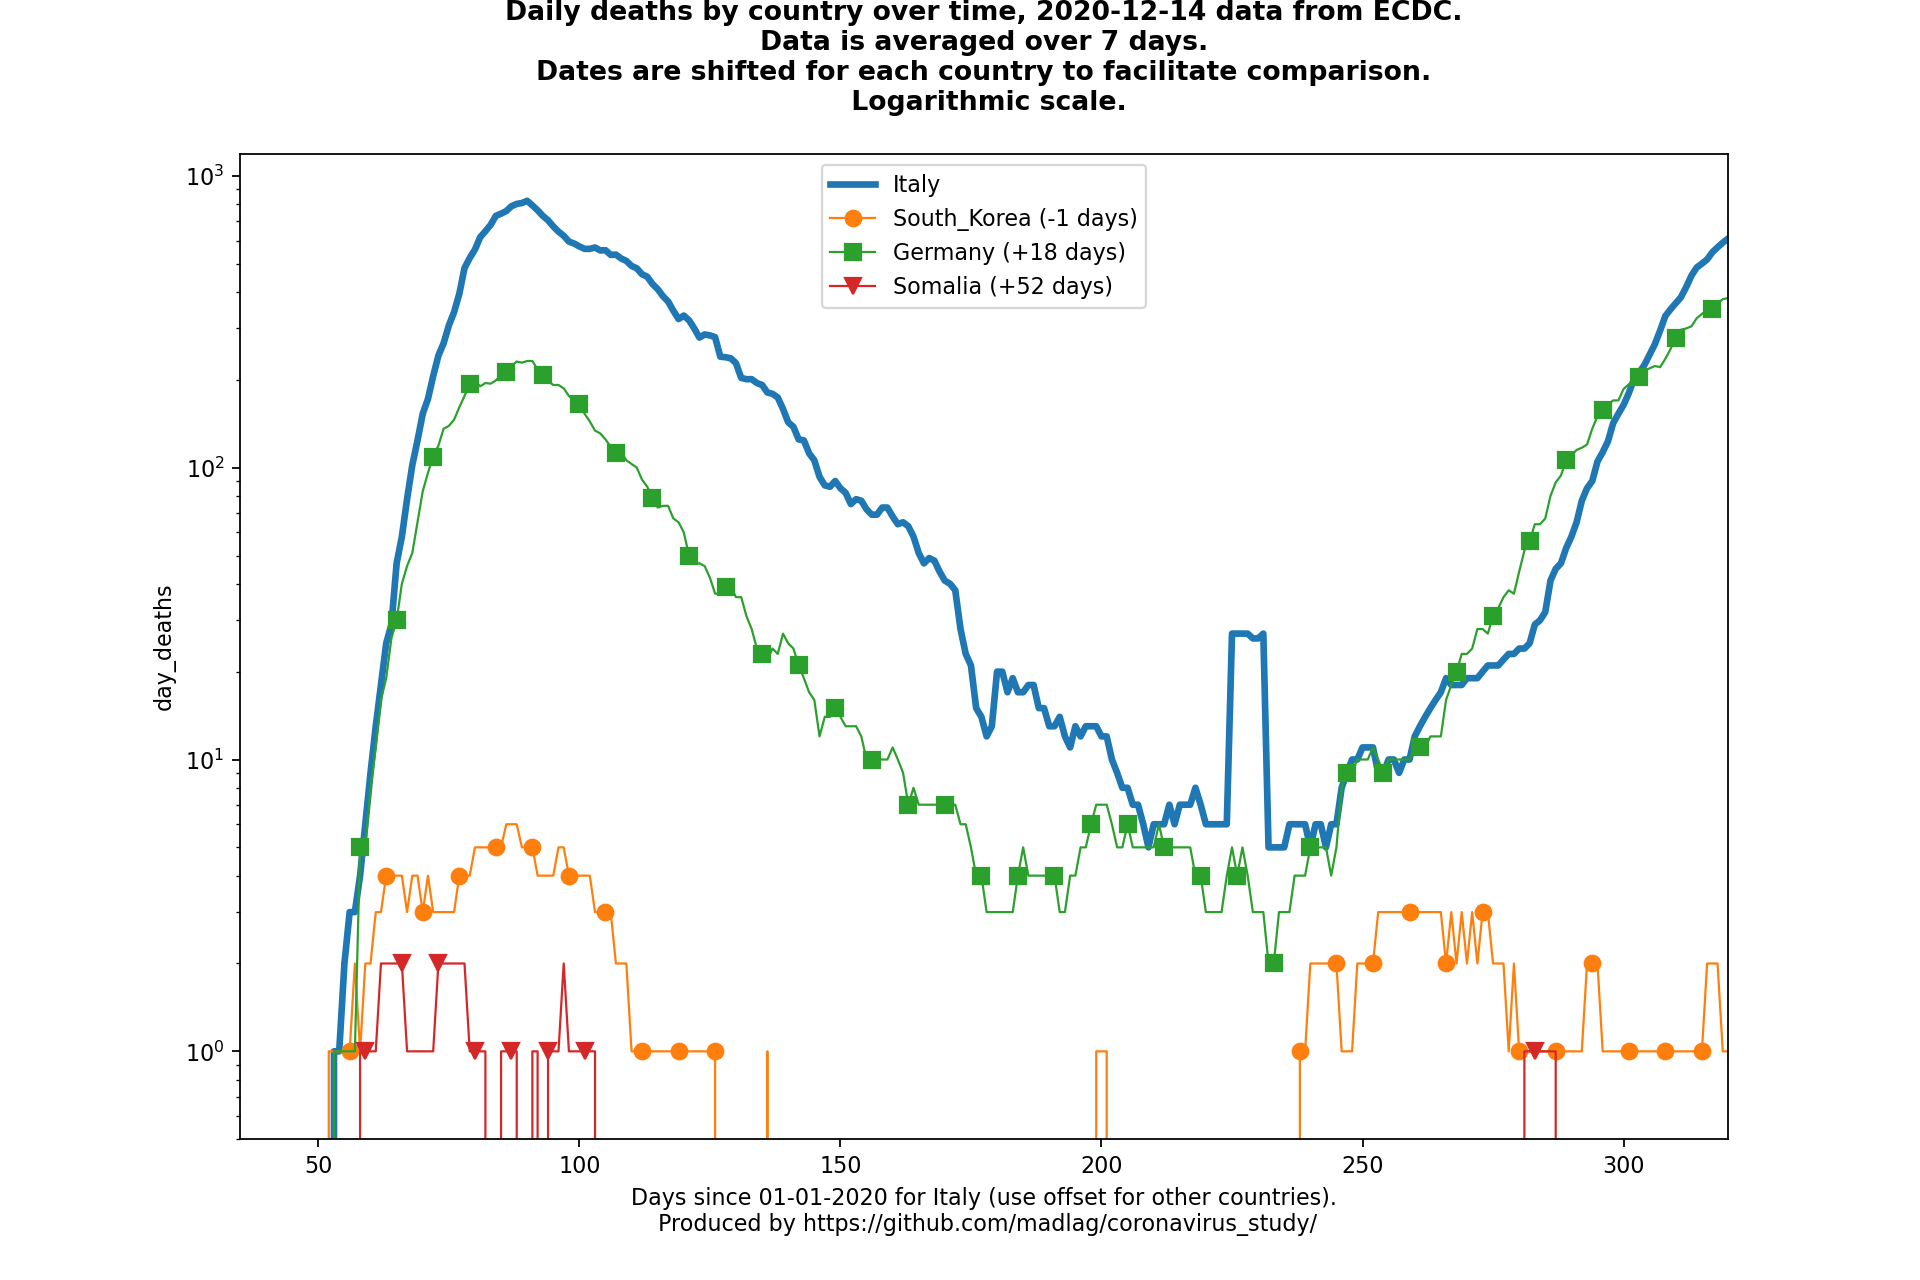 Daily deaths by country over time, 2020-12-14 data from ECDC.
Data is averaged over 7 days.
Dates are shifted for each country to facilitate comparison.
Logarithmic scale.
10³
Italy
South_Korea (-1 days)
Germany (+18 days)
Somalia (+52 days)
10²
day_deaths
10¹
10⁰
50 100 150 200 250 300
Days since 01-01-2020 for Italy (use offset for other countries).
Produced by https://github.com/madlag/coronavirus_study/